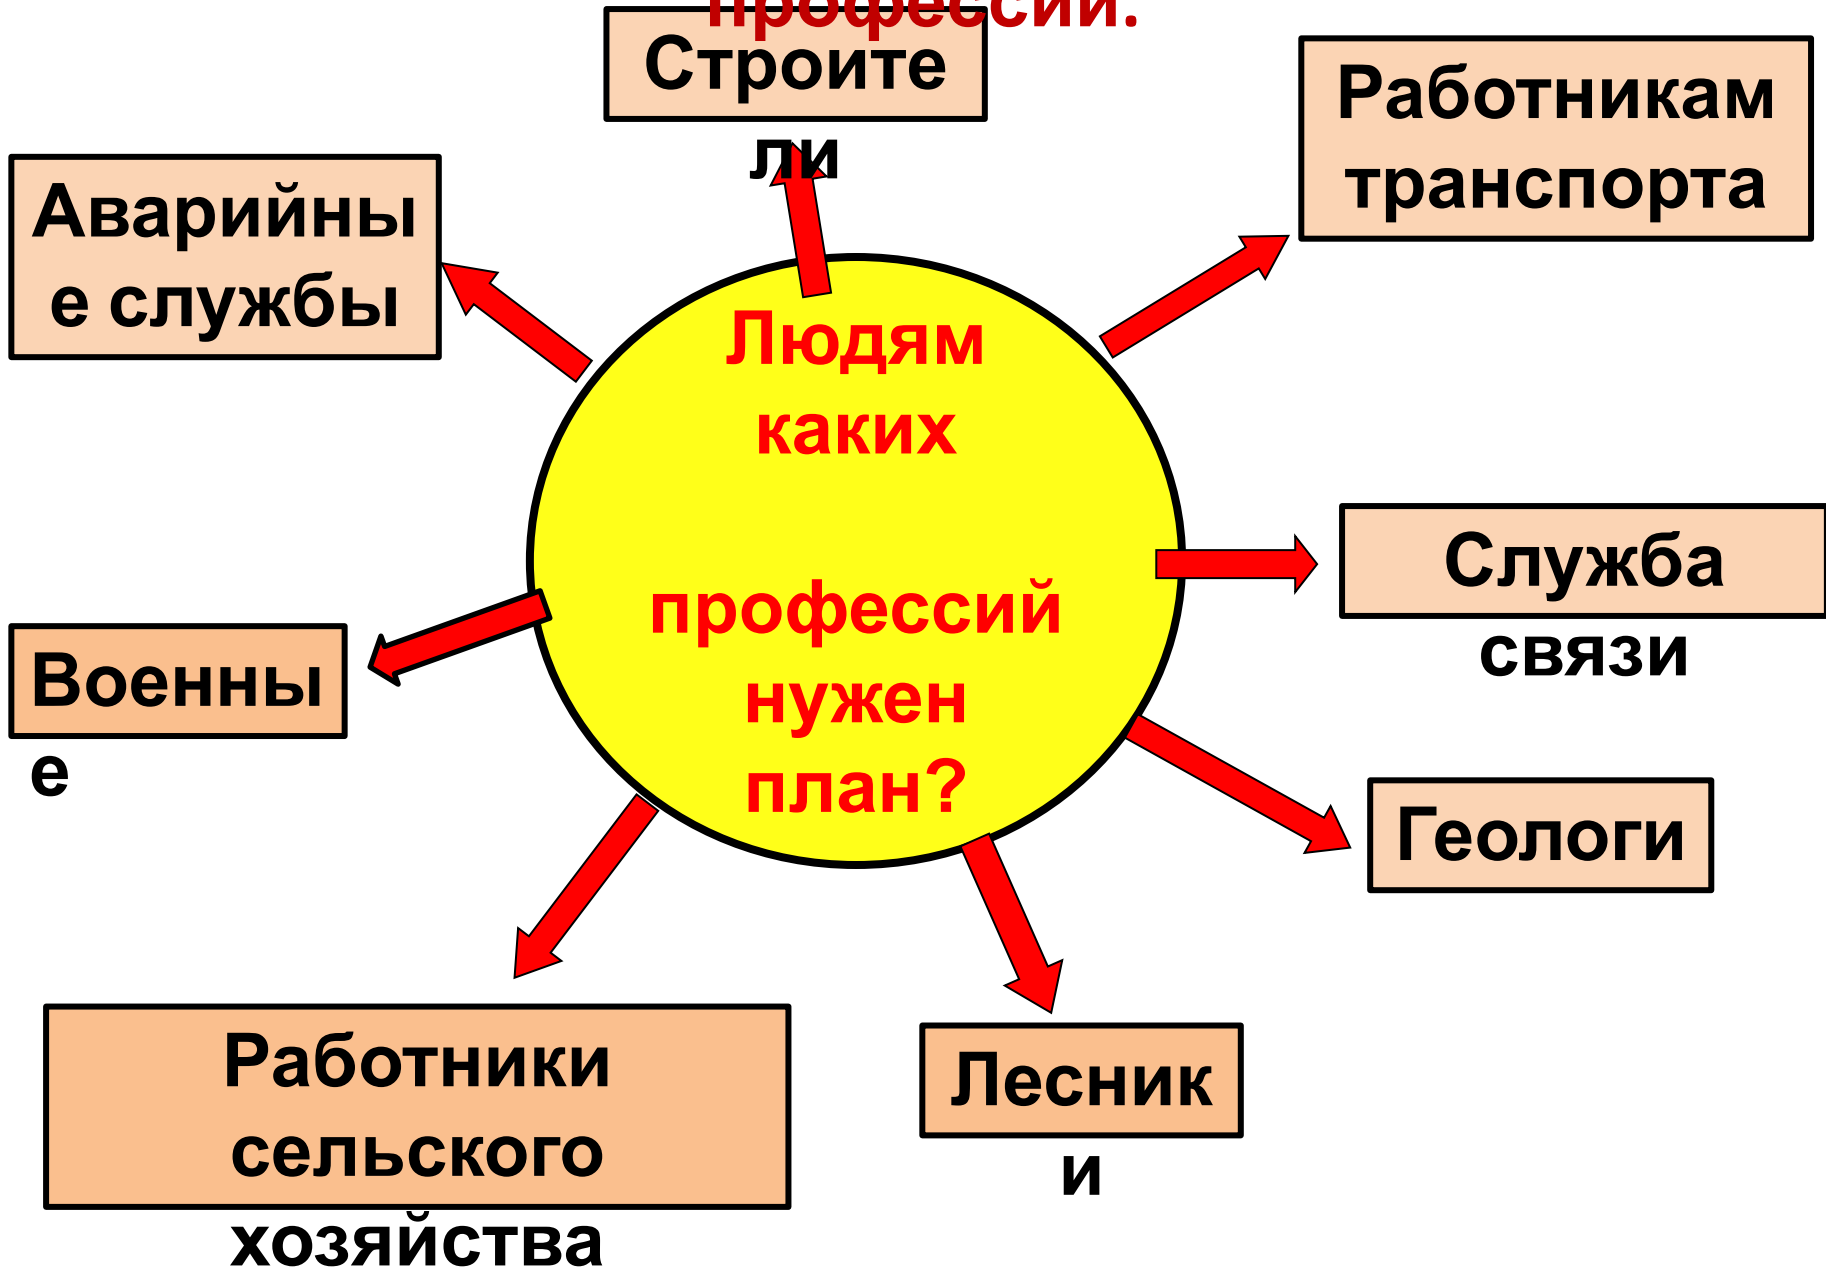 профессий.
Строите
ли
Работникам
транспорта
Аварийны
е службы
Людям
каких
профессий
нужен
план?
Служба
связи
Военны
е
Геологи
Работники
сельского
хозяйства
Лесник
и